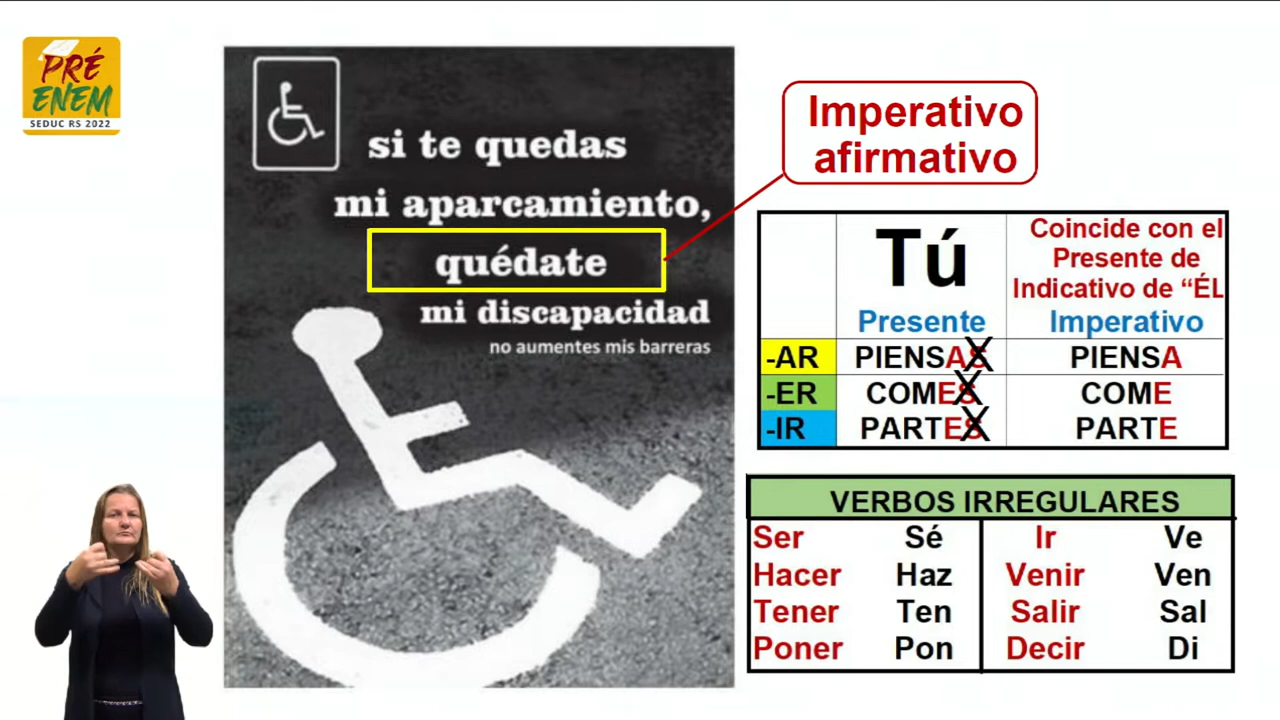 PRÉ
ENEM
SEDUC RS 2022
si te quedas
mi aparcamiento,
quédate
mi discapacidad
no aumentes mis barreras
Imperativo
afirmativo
Tú
Presente
Coincide con el
Presente de
Indicativo de “ÉL
Imperativo
-AR PIENSAS PIENSA
-ER COMES COME
-IR PARTES PARTE
VERBOS IRREGULARES
Ser Sé Ir Ve
Hacer Haz Venir Ven
Tener Ten Salir Sal
Poner Pon Decir Di